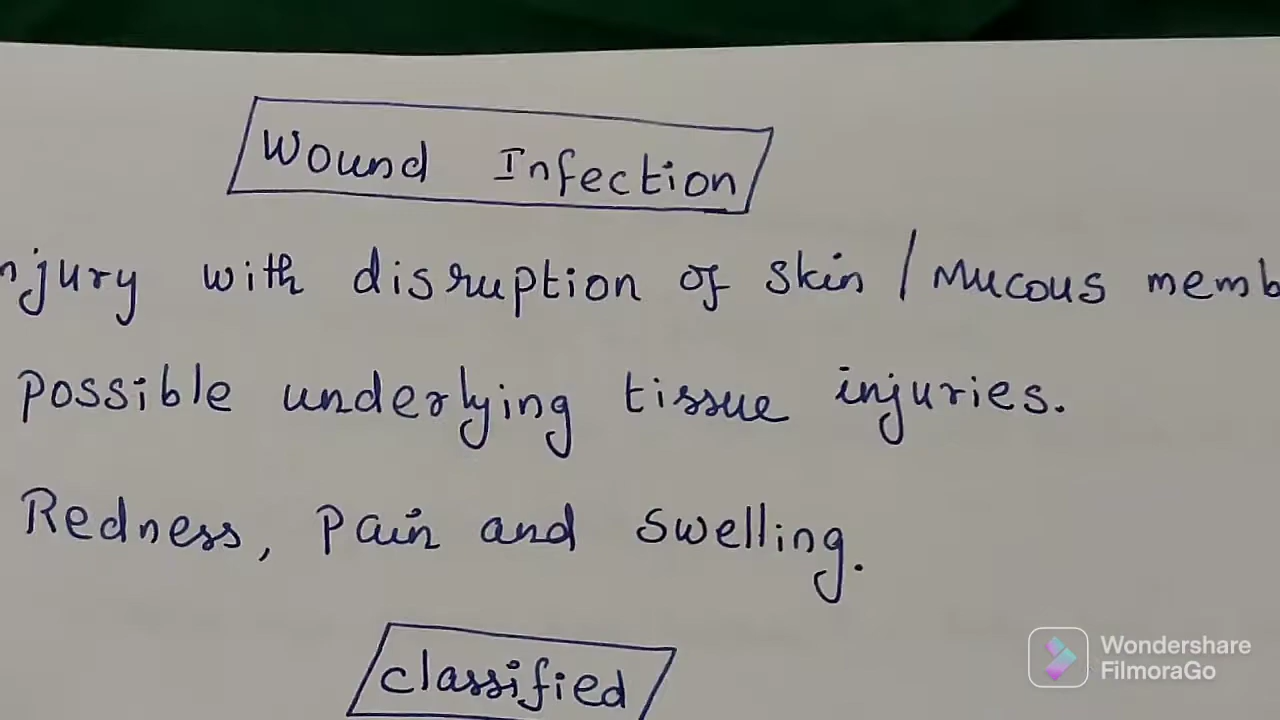 Wound Infection
njury with disruption of skin / Mucous memb
possible underlying tissue injuries.
Redness, Pain and swelling.
classified
Wondershare
FilmoraGo